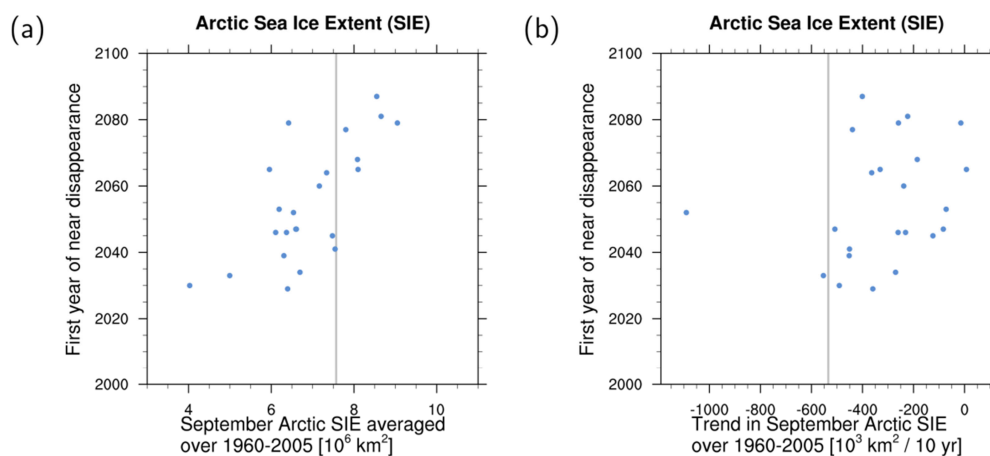 (a)
Arctic Sea Ice Extent (SIE)
2100
2080
2060
2040
2020
2000
First year of near disappearance
4 6 8 10
September Arctic SIE averaged
over 1960-2005 [10⁶ km²]
(b)
Arctic Sea Ice Extent (SIE)
2100
2080
2060
2040
2020
2000
First year of near disappearance
-1000 -800 -600 -400 -200 0
Trend in September Arctic SIE
over 1960-2005 [10³ km² / 10 yr]